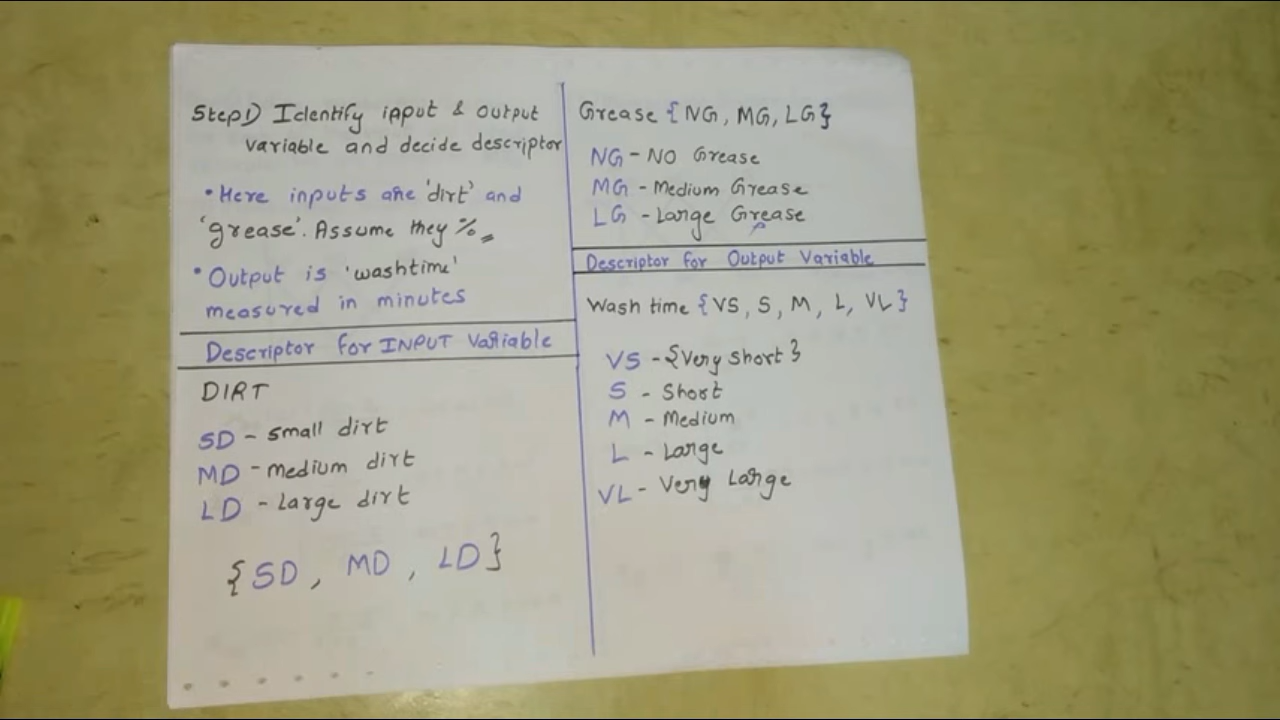 Step1) Identify input & output
variable and decide descriptor
• Here inputs are 'dirt' and
'grease'. Assume they %
• Output is 'washtime'
measured in minutes
Descriptor for INPUT Variable
DIRT
SD - small dirt
MD - medium dirt
LD - large dirt
{SD, MD, LD}
Grease {NG, MG, LG}
NG - NO Grease
MG - Medium Grease
LG - Large Grease
Descriptor for Output Variable
Wash time {VS, S, M, L, VL}
VS - {Very short}
S - Short
M - Medium
L - Large
VL - Very Large